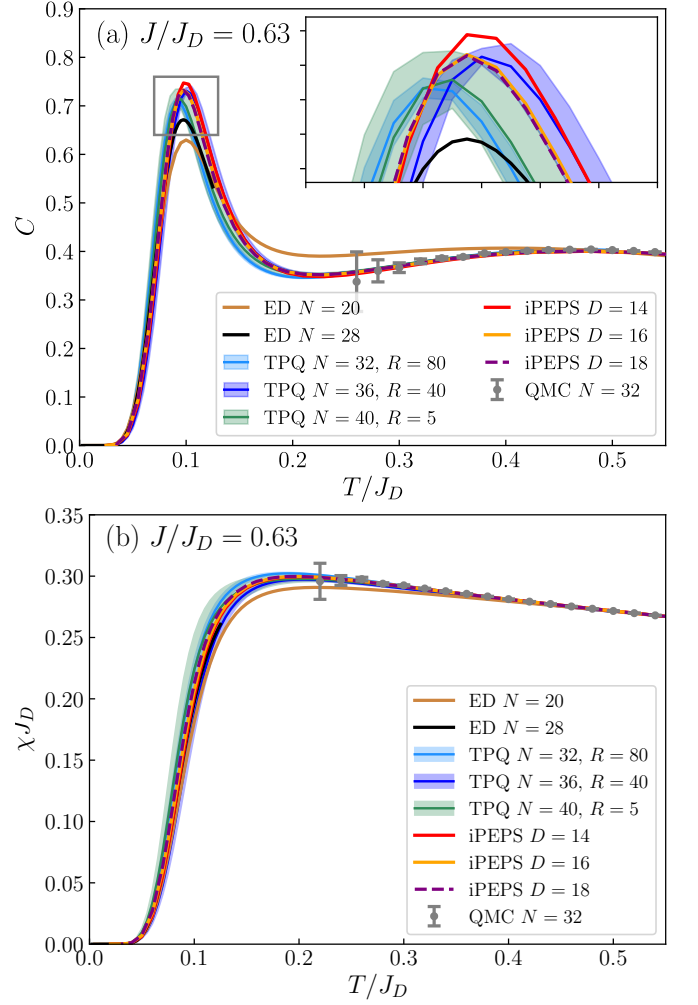 (a) J/J_D = 0.63
C
0.8
0.7
0.6
0.5
0.4
0.3
0.2
0.1
0.0
ED N = 20
ED N = 28
TPQ N = 32, R = 80
TPQ N = 36, R = 40
TPQ N = 40, R = 5
iPEPS D = 14
iPEPS D = 16
iPEPS D = 18
QMC N = 32
0.0 0.1 0.2 0.3 0.4 0.5
T/J_D
(b) J/J_D = 0.63
χJ_D
0.35
0.30
0.25
0.20
0.15
0.10
0.05
0.00
ED N = 20
ED N = 28
TPQ N = 32, R = 80
TPQ N = 36, R = 40
TPQ N = 40, R = 5
iPEPS D = 14
iPEPS D = 16
iPEPS D = 18
QMC N = 32
0.0 0.1 0.2 0.3 0.4 0.5
T/J_D